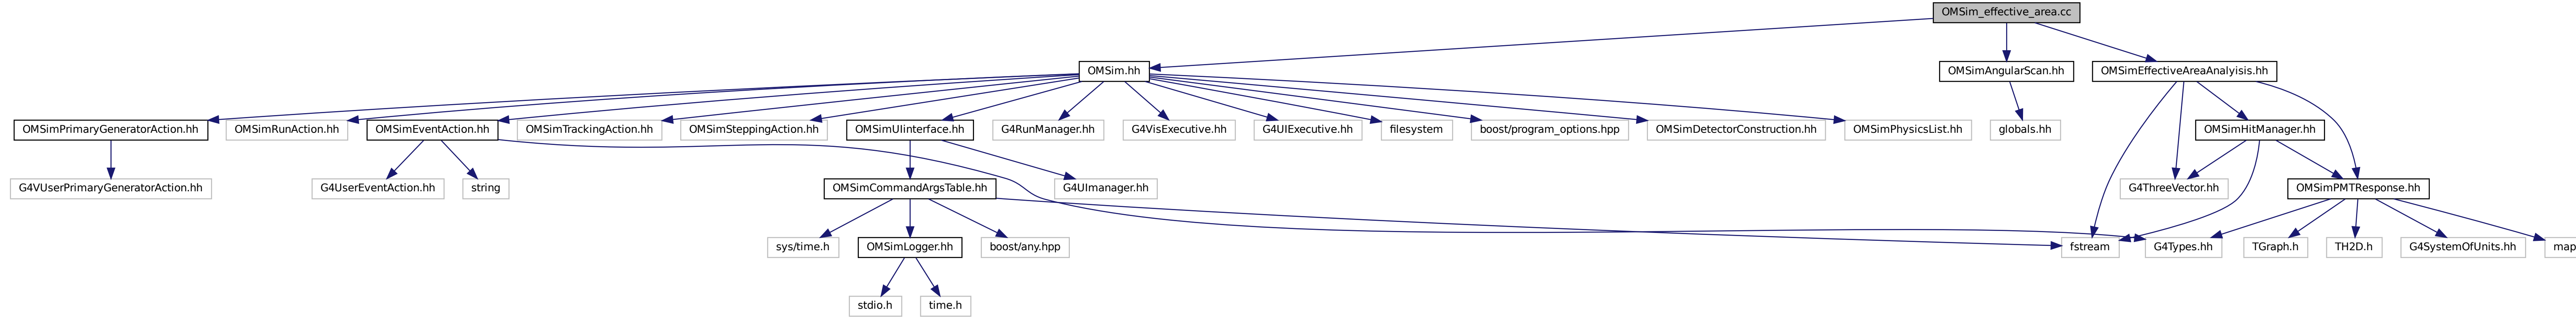 OMSim_effective_area.cc
OMSim.hh
OMSimAngularScan.hh
OMSimEffectiveAreaAnalyisis.hh
OMSimPrimaryGeneratorAction.hh
OMSimRunAction.hh
OMSimEventAction.hh
OMSimTrackingAction.hh
OMSimSteppingAction.hh
OMSimUIinterface.hh
G4RunManager.hh
G4VisExecutive.hh
G4UIExecutive.hh
filesystem
boost/program_options.hpp
OMSimDetectorConstruction.hh
OMSimPhysicsList.hh
globals.hh
OMSimHitManager.hh
G4VUserPrimaryGeneratorAction.hh
G4UserEventAction.hh
string
OMSimCommandArgsTable.hh
G4UImanager.hh
G4ThreeVector.hh
OMSimPMTResponse.hh
sys/time.h
OMSimLogger.hh
boost/any.hpp
fstream
G4Types.hh
TGraph.h
TH2D.h
G4SystemOfUnits.hh
map
stdio.h
time.h